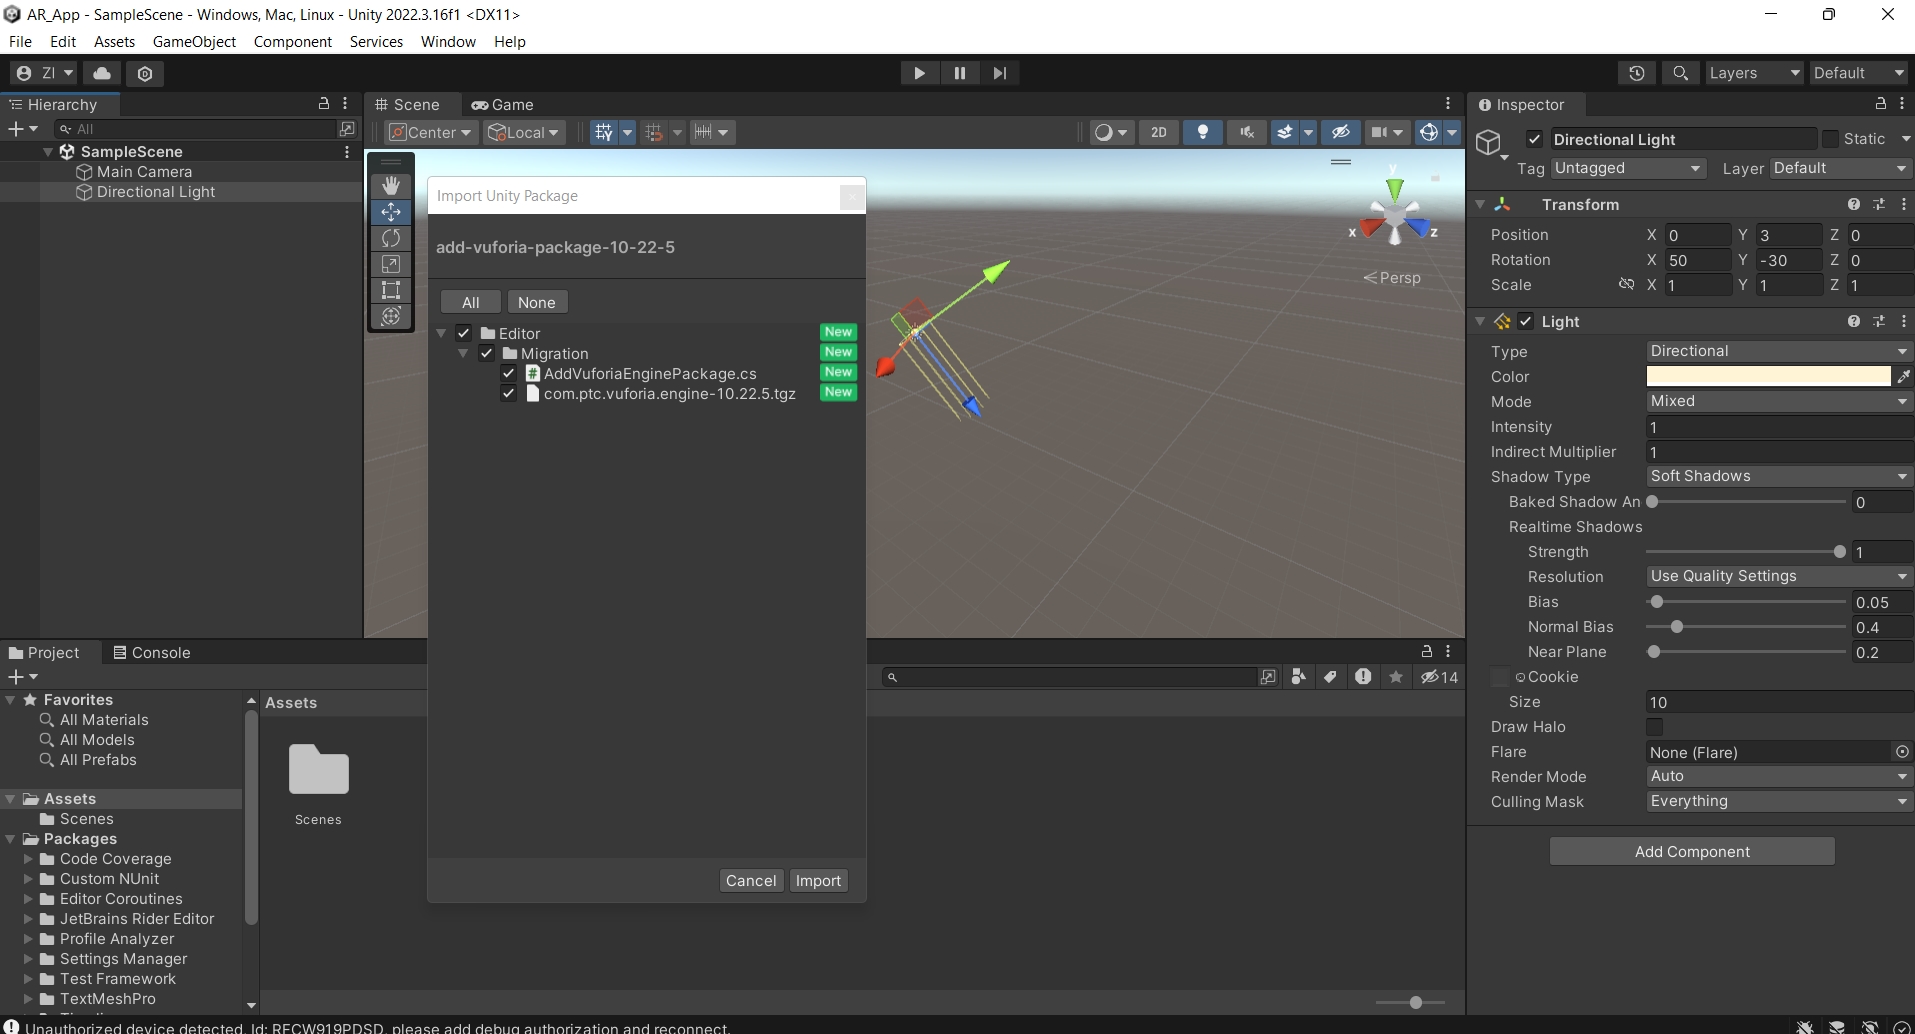 AR_App - SampleScene - Windows, Mac, Linux - Unity 2022.3.16f1 <DX11>
File Edit Assets GameObject Component Services Window Help
ZI
Layers
Default
Hierarchy
All
SampleScene
Main Camera
Directional Light
Scene
Game
Center
Local
2D
y
x
z
Persp
Import Unity Package
add-vuforia-package-10-22-5
All
None
Editor New
Migration New
AddVuforiaEnginePackage.cs New
com.ptc.vuforia.engine-10.22.5.tgz New
Cancel
Import
Inspector
Directional Light
Static
Tag Untagged
Layer Default
Transform
Position X 0 Y 3 Z 0
Rotation X 50 Y -30 Z 0
Scale X 1 Y 1 Z 1
Light
Type Directional
Color
Mode Mixed
Intensity 1
Indirect Multiplier 1
Shadow Type Soft Shadows
Baked Shadow An 0
Realtime Shadows
Strength 1
Resolution Use Quality Settings
Bias 0.05
Normal Bias 0.4
Near Plane 0.2
Cookie
Size 10
Draw Halo
Flare None (Flare)
Render Mode Auto
Culling Mask Everything
Add Component
Project
Console
14
Favorites
All Materials
All Models
All Prefabs
Assets
Scenes
Packages
Code Coverage
Custom NUnit
Editor Coroutines
JetBrains Rider Editor
Profile Analyzer
Settings Manager
Test Framework
TextMeshPro
Assets
Scenes
Unauthorized device detected. Id: RFCW919PDSD, please add debug authorization and reconnect.